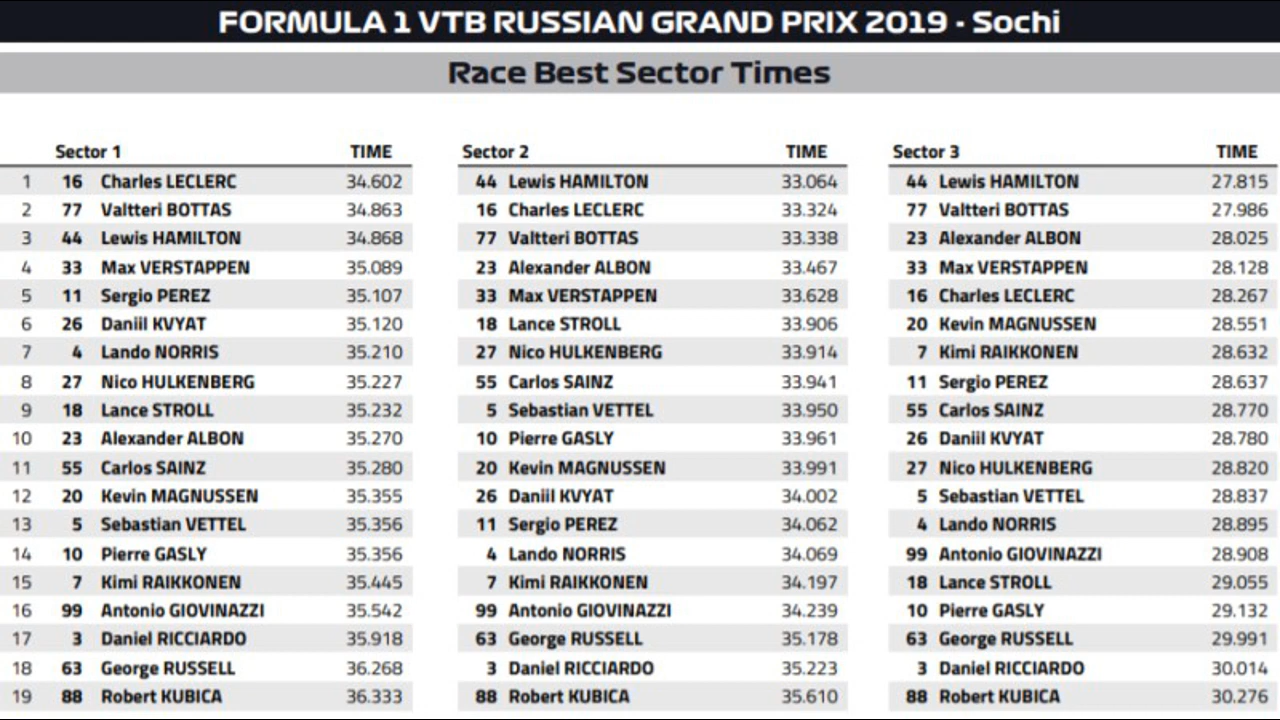 FORMULA 1 VTB RUSSIAN GRAND PRIX 2019 - Sochi
Race Best Sector Times
Sector 1 TIME Sector 2 TIME Sector 3 TIME
1 16 Charles LECLERC 34.602 44 Lewis HAMILTON 33.064 44 Lewis HAMILTON 27.815
2 77 Valtteri BOTTAS 34.863 16 Charles LECLERC 33.324 77 Valtteri BOTTAS 27.986
3 44 Lewis HAMILTON 34.868 77 Valtteri BOTTAS 33.338 23 Alexander ALBON 28.025
4 33 Max VERSTAPPEN 35.089 23 Alexander ALBON 33.467 33 Max VERSTAPPEN 28.128
5 11 Sergio PEREZ 35.107 33 Max VERSTAPPEN 33.628 16 Charles LECLERC 28.267
6 26 Daniil KVYAT 35.120 18 Lance STROLL 33.906 20 Kevin MAGNUSSEN 28.551
7 4 Lando NORRIS 35.210 27 Nico HULKENBERG 33.914 7 Kimi RAIKKONEN 28.632
8 27 Nico HULKENBERG 35.227 55 Carlos SAINZ 33.941 11 Sergio PEREZ 28.637
9 18 Lance STROLL 35.232 5 Sebastian VETTEL 33.950 55 Carlos SAINZ 28.770
10 23 Alexander ALBON 35.270 10 Pierre GASLY 33.961 26 Daniil KVYAT 28.780
11 55 Carlos SAINZ 35.280 20 Kevin MAGNUSSEN 33.991 27 Nico HULKENBERG 28.820
12 20 Kevin MAGNUSSEN 35.355 26 Daniil KVYAT 34.002 5 Sebastian VETTEL 28.837
13 5 Sebastian VETTEL 35.356 11 Sergio PEREZ 34.062 4 Lando NORRIS 28.895
14 10 Pierre GASLY 35.356 4 Lando NORRIS 34.069 99 Antonio GIOVINAZZI 28.908
15 7 Kimi RAIKKONEN 35.445 7 Kimi RAIKKONEN 34.197 18 Lance STROLL 29.055
16 99 Antonio GIOVINAZZI 35.542 99 Antonio GIOVINAZZI 34.239 10 Pierre GASLY 29.132
17 3 Daniel RICCIARDO 35.918 63 George RUSSELL 35.178 63 George RUSSELL 29.991
18 63 George RUSSELL 36.268 3 Daniel RICCIARDO 35.223 3 Daniel RICCIARDO 30.014
19 88 Robert KUBICA 36.333 88 Robert KUBICA 35.610 88 Robert KUBICA 30.276